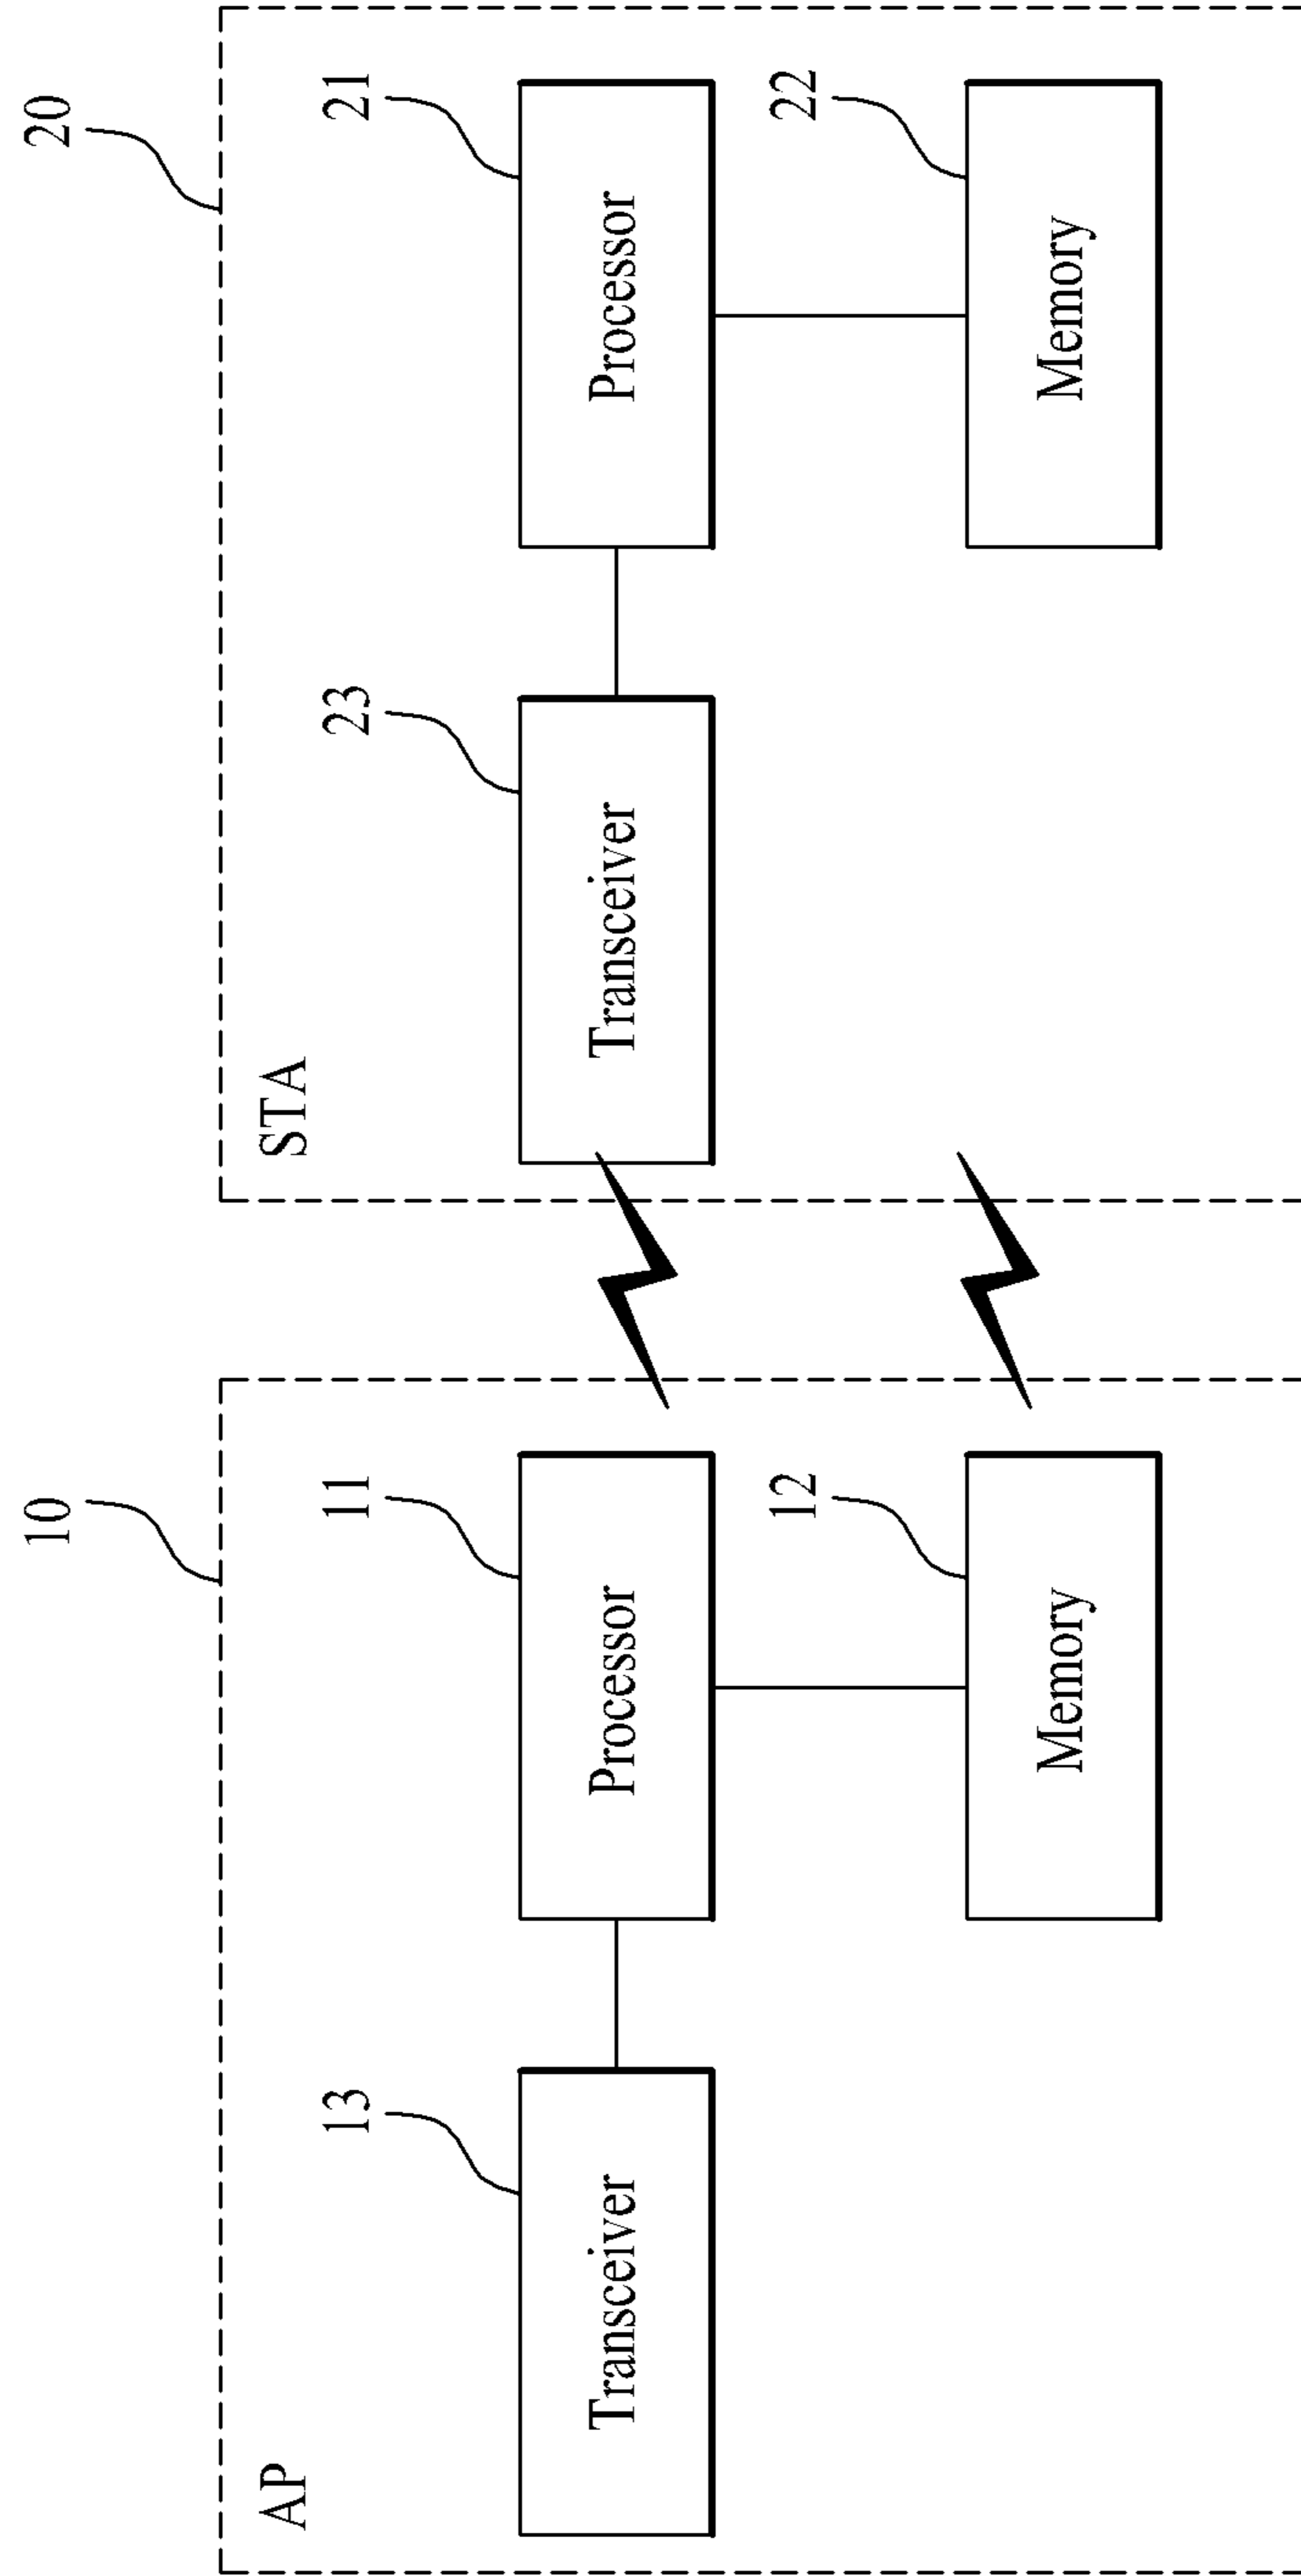 10
20
AP
STA
13
11
23
21
Transceiver
Processor
Transceiver
Processor
12
22
Memory
Memory